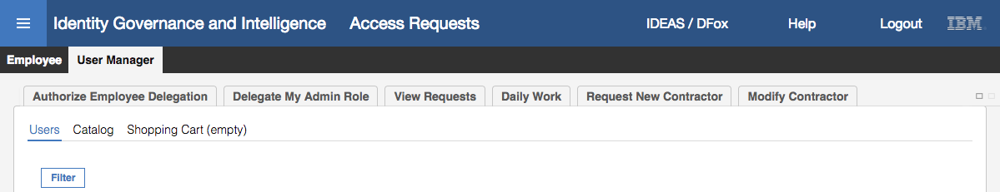 Identity Governance and Intelligence Access Requests IDEAS / DFox Help Logout IBM
Employee User Manager
Authorize Employee Delegation Delegate My Admin Role View Requests Daily Work Request New Contractor Modify Contractor
Users Catalog Shopping Cart (empty)
Filter